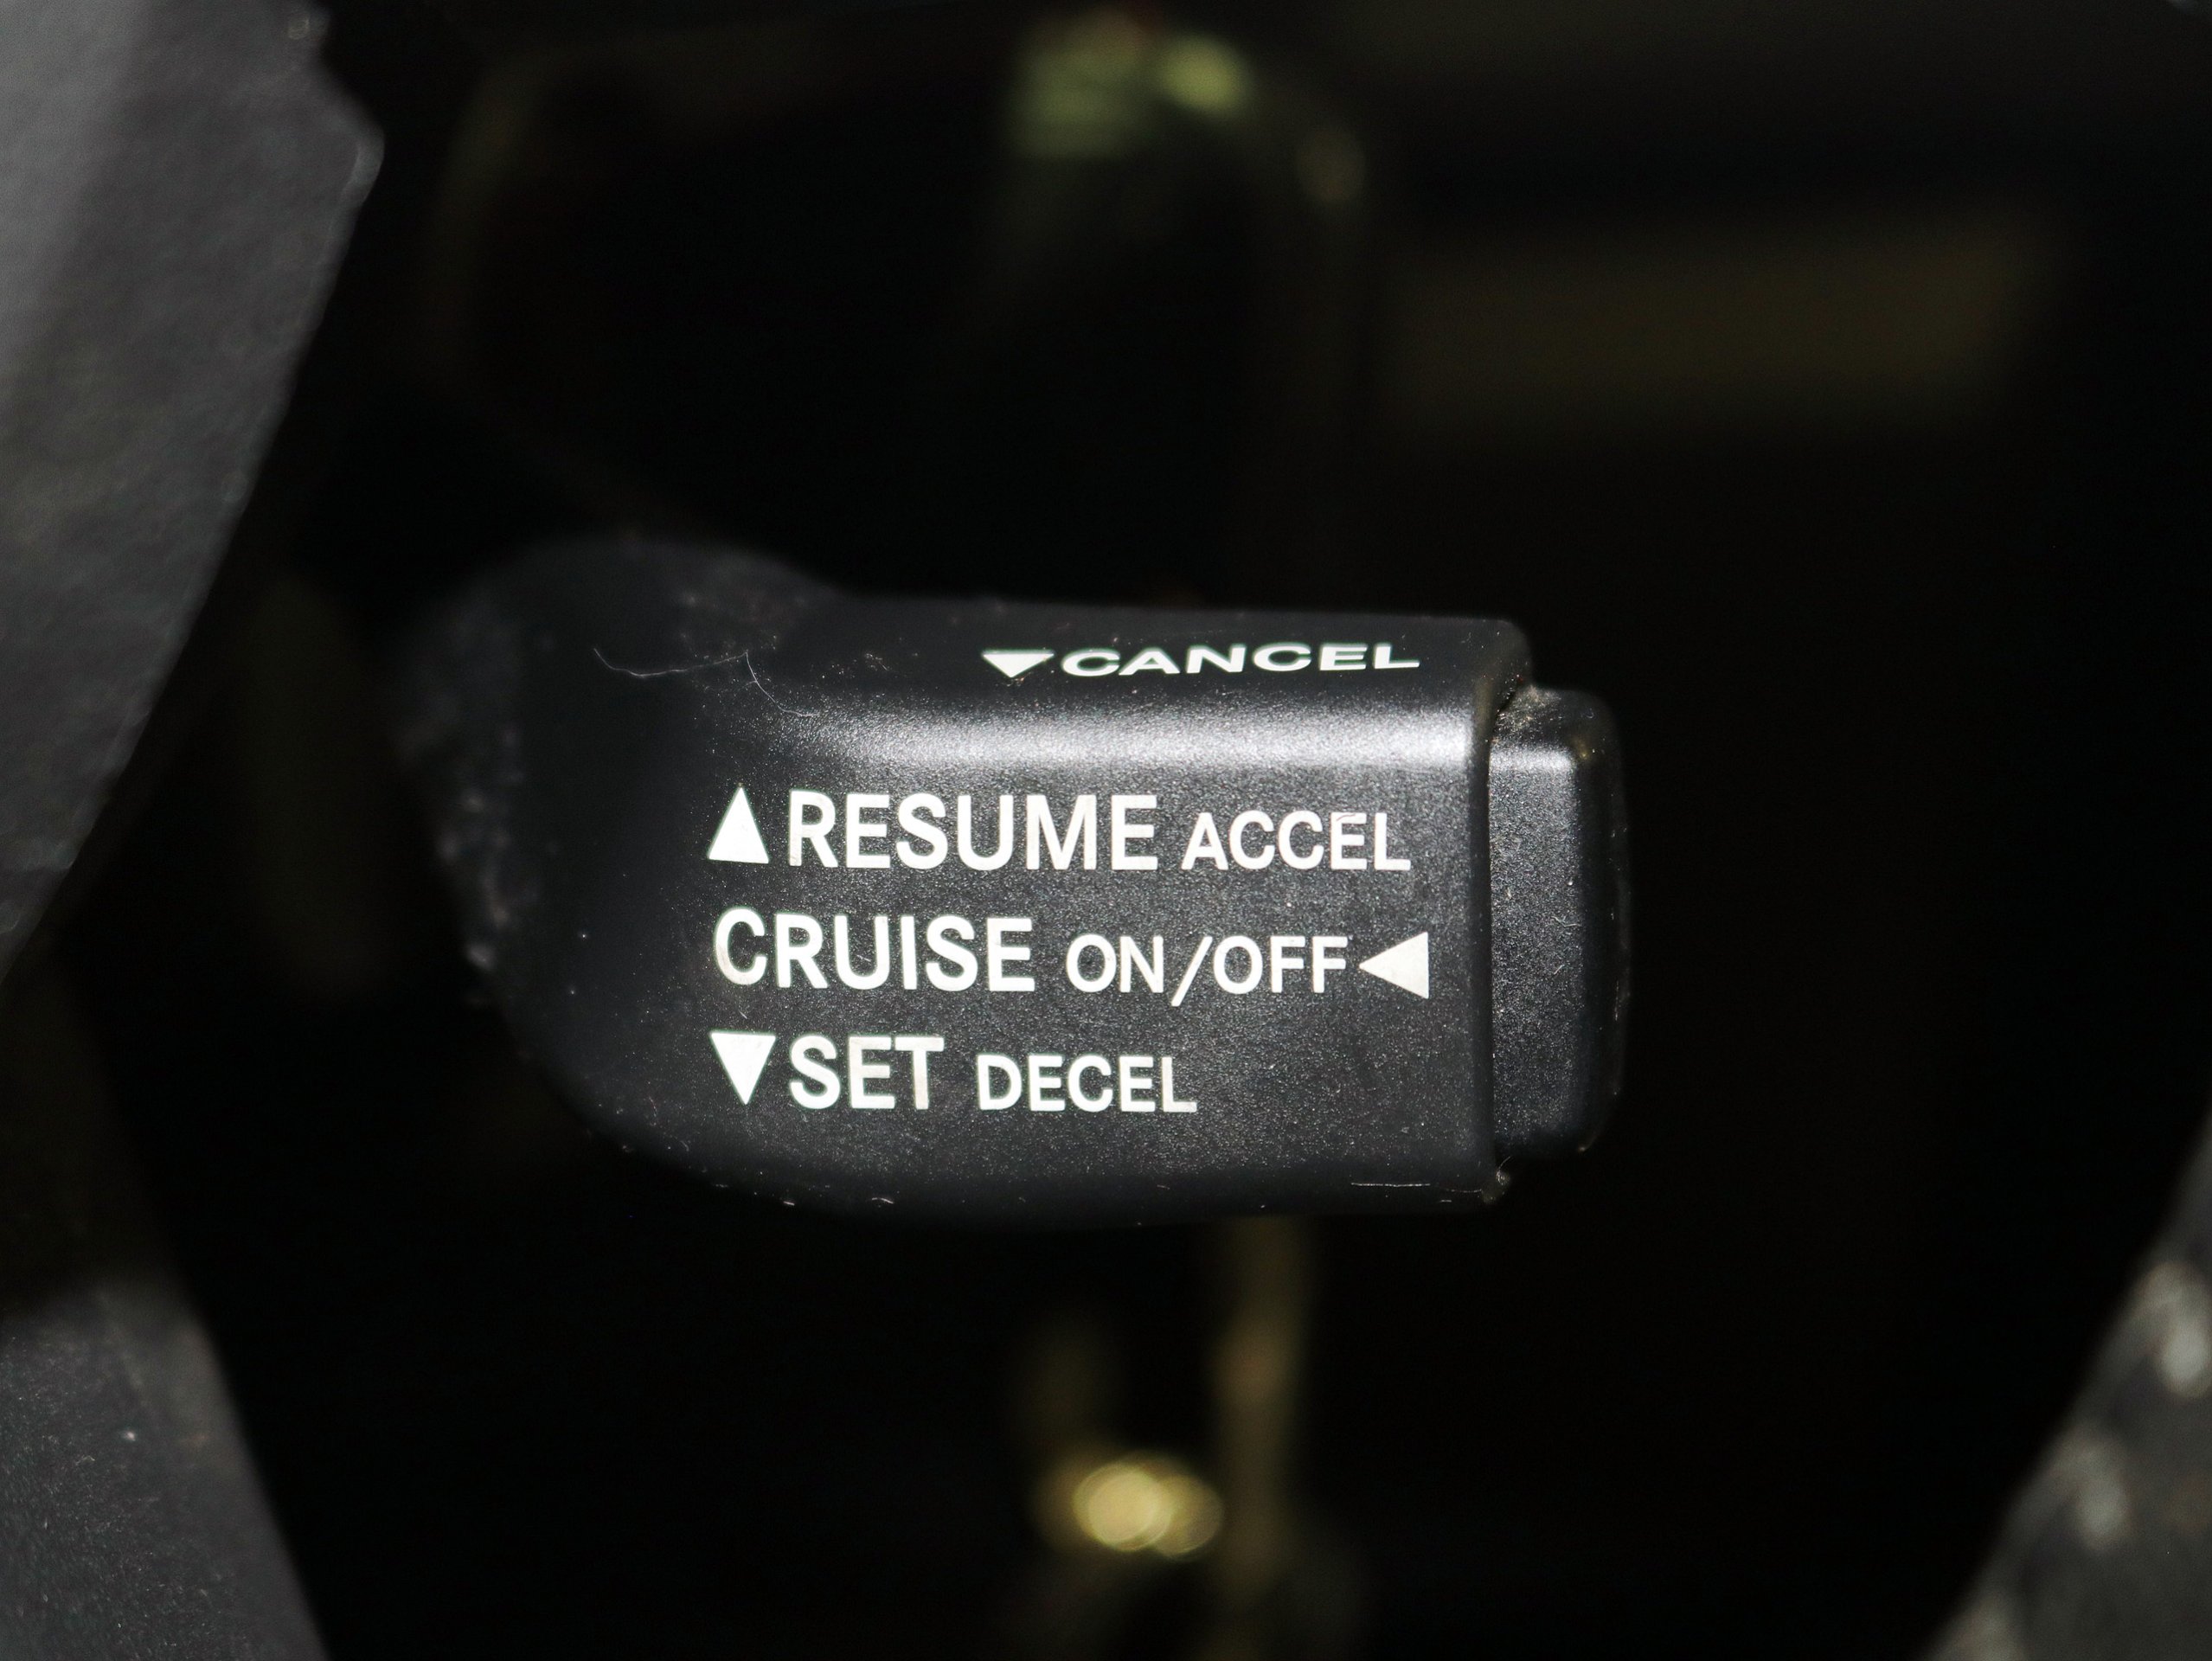 ▼CANCEL
▲RESUME ACCEL
CRUISE ON/OFF◀
▼SET DECEL